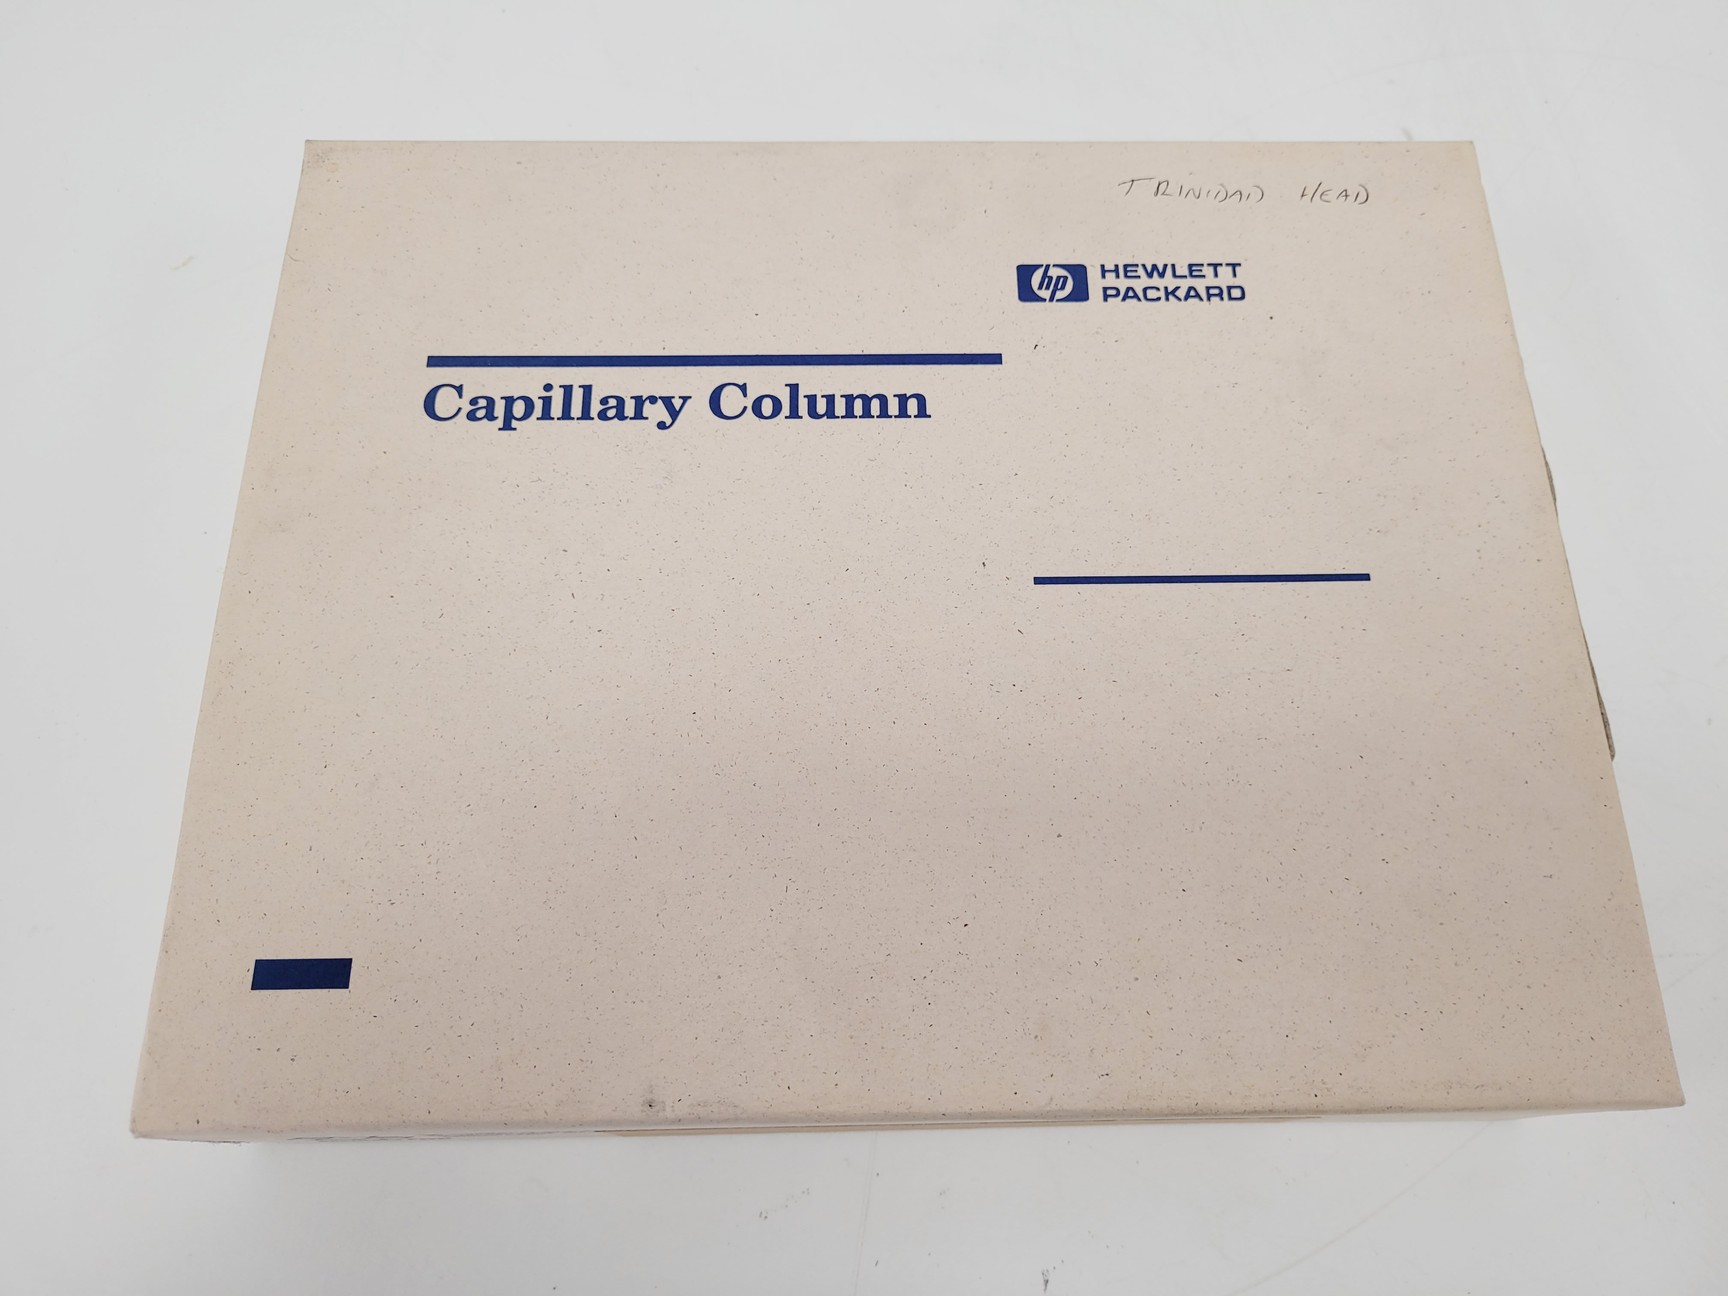 TRINIDAD HEAD
hp HEWLETT
PACKARD
Capillary Column